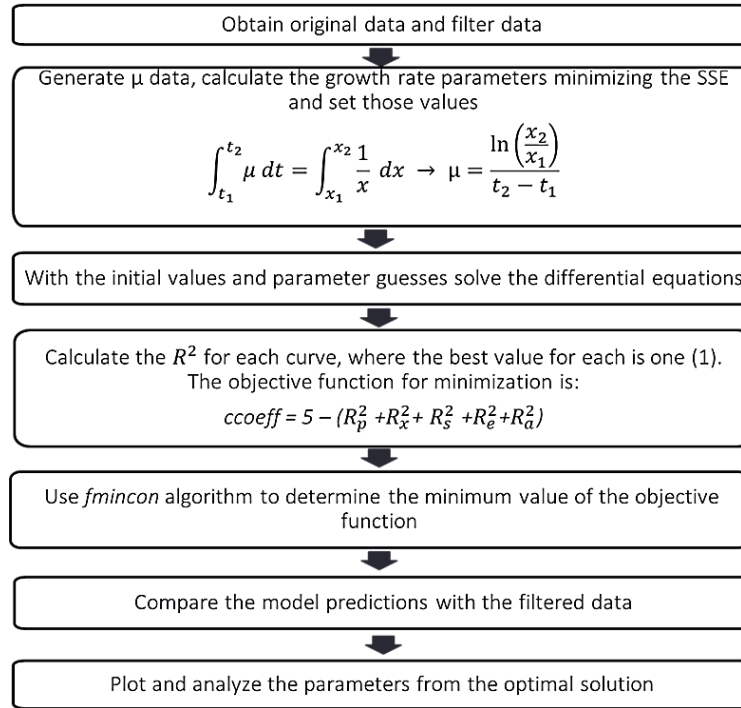 Obtain original data and filter data
Generate μ data, calculate the growth rate parameters minimizing the SSE
and set those values
∫_{t₁}^{t₂} μ dt = ∫_{x₁}^{x₂} 1/x dx → μ = ln(x₂/x₁) / (t₂ − t₁)
With the initial values and parameter guesses solve the differential equations
Calculate the R² for each curve, where the best value for each is one (1).
The objective function for minimization is:
ccoeff = 5 − (R²_p +R²_x+ R²_s +R²_e+R²_a)
Use fmincon algorithm to determine the minimum value of the objective
function
Compare the model predictions with the filtered data
Plot and analyze the parameters from the optimal solution